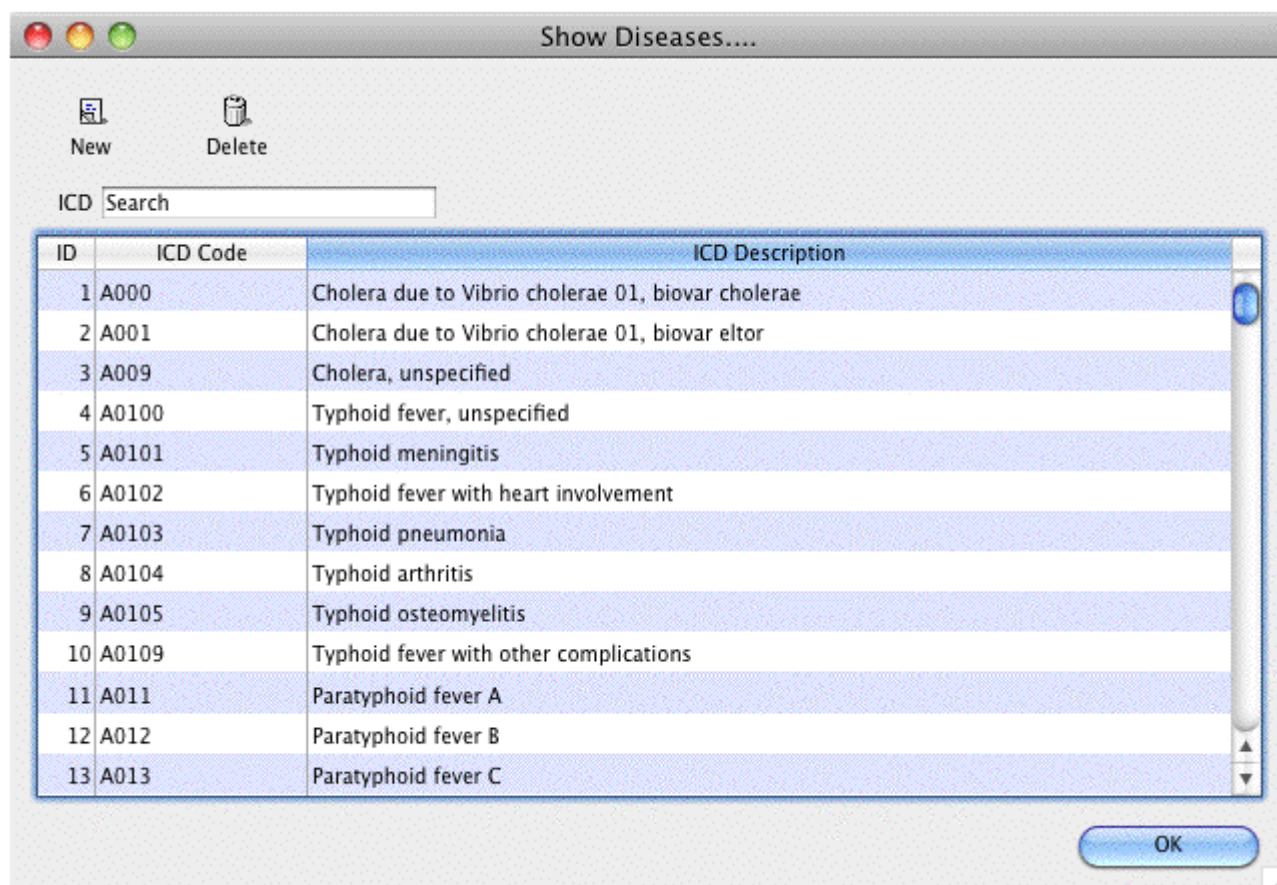 Show Diseases....
New Delete
ICD Search
ID ICD Code ICD Description
1 A000 Cholera due to Vibrio cholerae 01, biovar cholerae
2 A001 Cholera due to Vibrio cholerae 01, biovar eltor
3 A009 Cholera, unspecified
4 A0100 Typhoid fever, unspecified
5 A0101 Typhoid meningitis
6 A0102 Typhoid fever with heart involvement
7 A0103 Typhoid pneumonia
8 A0104 Typhoid arthritis
9 A0105 Typhoid osteomyelitis
10 A0109 Typhoid fever with other complications
11 A011 Paratyphoid fever A
12 A012 Paratyphoid fever B
13 A013 Paratyphoid fever C
OK